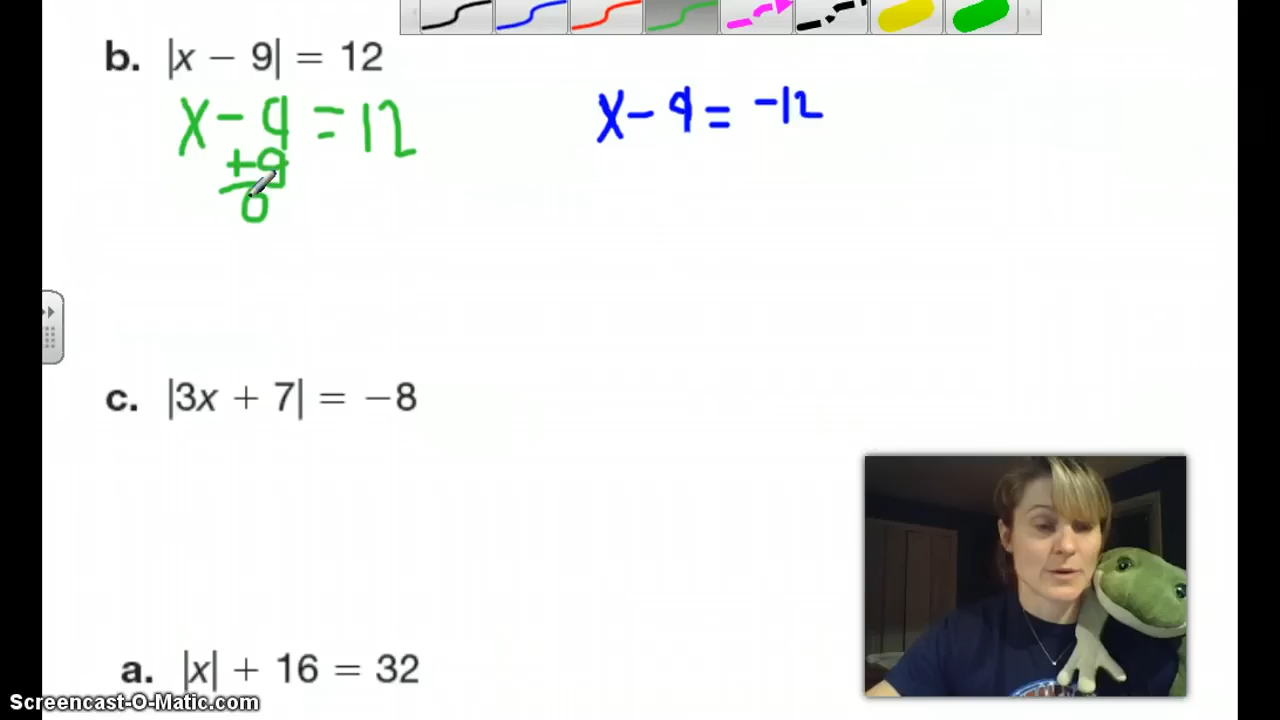 b. |x − 9| = 12
x - 9 = 12
+9
0
x - 9 = -12
c. |3x + 7| = −8
a. |x| + 16 = 32
Screencast-O-Matic.com